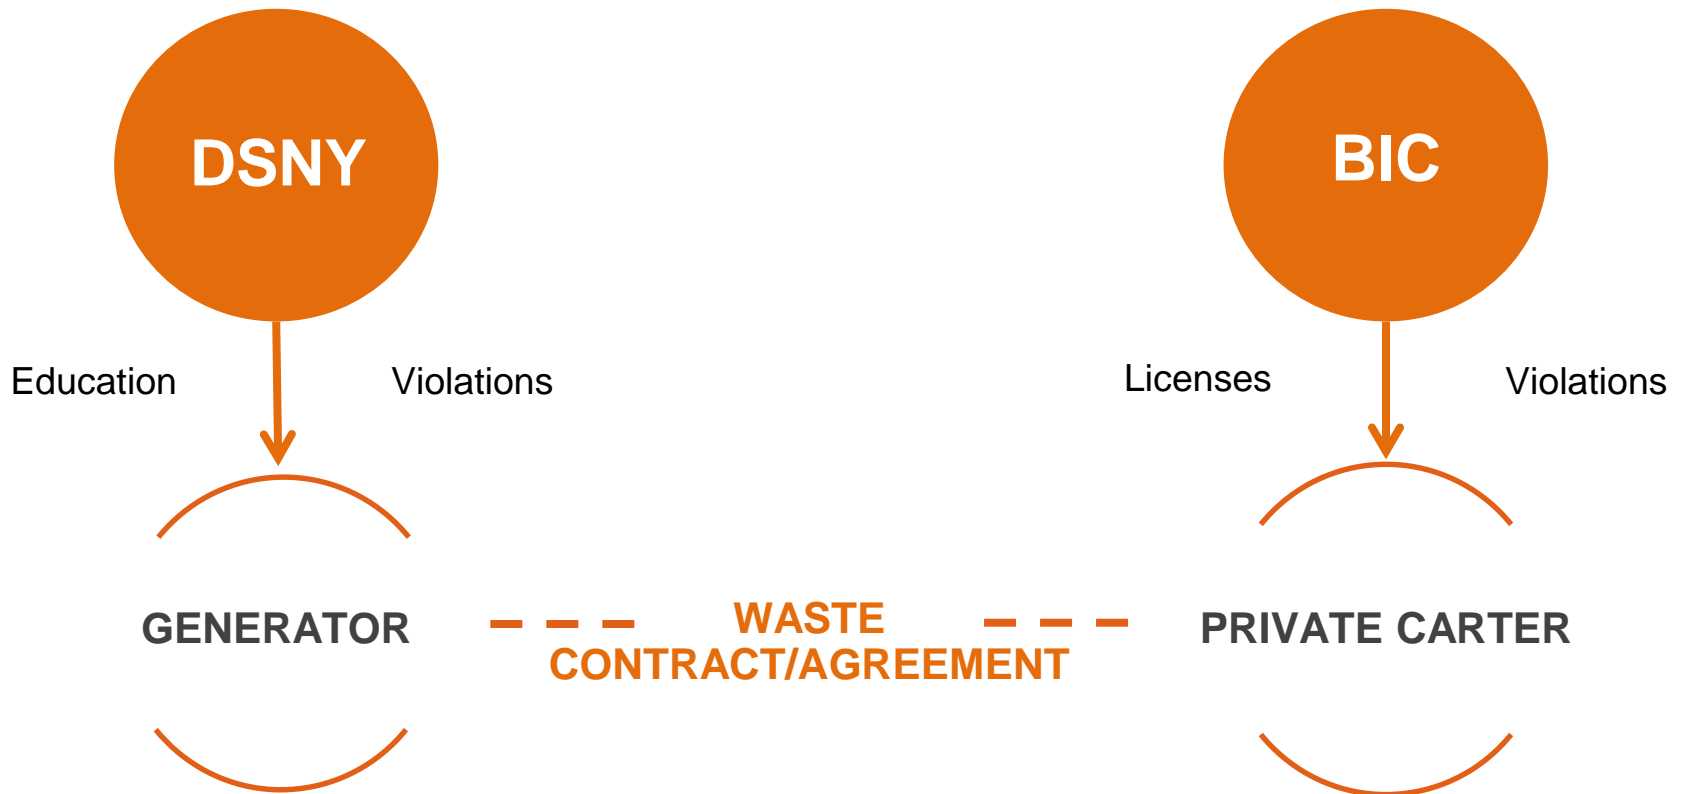 DSNY
BIC
Education
Violations
Licenses
Violations
GENERATOR
WASTE
CONTRACT/AGREEMENT
PRIVATE CARTER